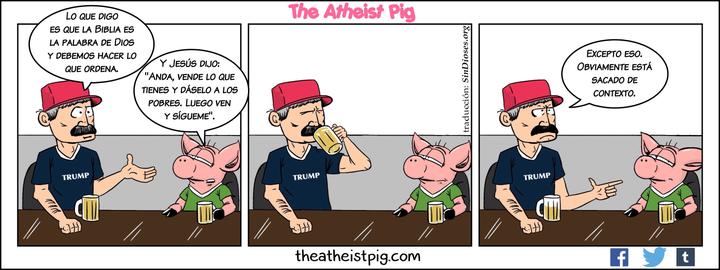 The Atheist Pig
Lo que digo
es que la Biblia es
la palabra de Dios
y debemos hacer lo
que ordena.
Y Jesús dijo:
"Anda, vende lo que
tienes y dáselo a los
pobres. Luego ven
y sígueme".
TRUMP
TRUMP
traducción: SinDioses.org
Excepto eso.
Obviamente está
sacado de
contexto.
TRUMP
theatheistpig.com